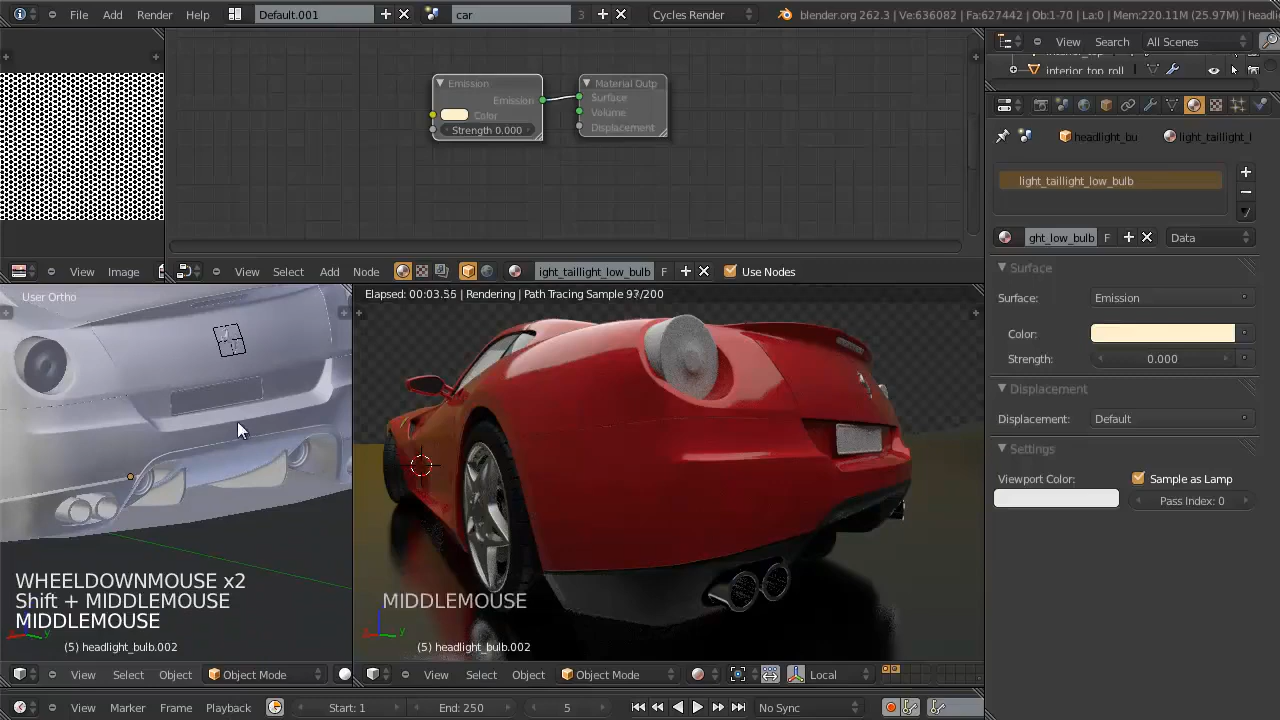 File Add Render Help Default.001 car 3 Cycles Render blender.org 262.3 | Ve:636082 | Fa:627442 | Ob:1-70 | La:0 | Mem:220.11M (25.97M) | headli
View Search All Scenes
interior_top_roll
Emission
Emission
Color
Strength 0.000
Material Outp
Surface
Volume
Displacement
headlight_bu light_taillight_l
light_taillight_low_bulb
ght_low_bulb F Data
View Image View Select Add Node ight_taillight_low_bulb F Use Nodes
Surface
Surface: Emission
Color:
Strength: 0.000
Displacement
Displacement: Default
Settings
Viewport Color: Sample as Lamp
Pass Index: 0
User Ortho
Elapsed: 00:03.55 | Rendering | Path Tracing Sample 97/200
WHEELDOWNMOUSE x2
Shift + MIDDLEMOUSE
MIDDLEMOUSE
MIDDLEMOUSE
x y
(5) headlight_bulb.002
x y
(5) headlight_bulb.002
View Select Object Object Mode View Select Object Object Mode Local
View Marker Frame Playback Start: 1 End: 250 5 No Sync